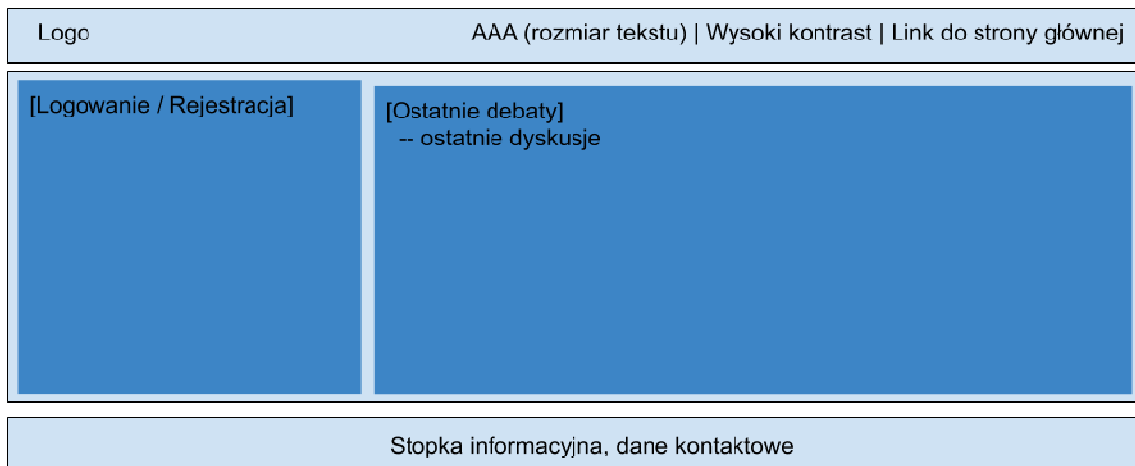 Logo
AAA (rozmiar tekstu) | Wysoki kontrast | Link do strony głównej
[Logowanie / Rejestracja]
[Ostatnie debaty]
-- ostatnie dyskusje
Stopka informacyjna, dane kontaktowe